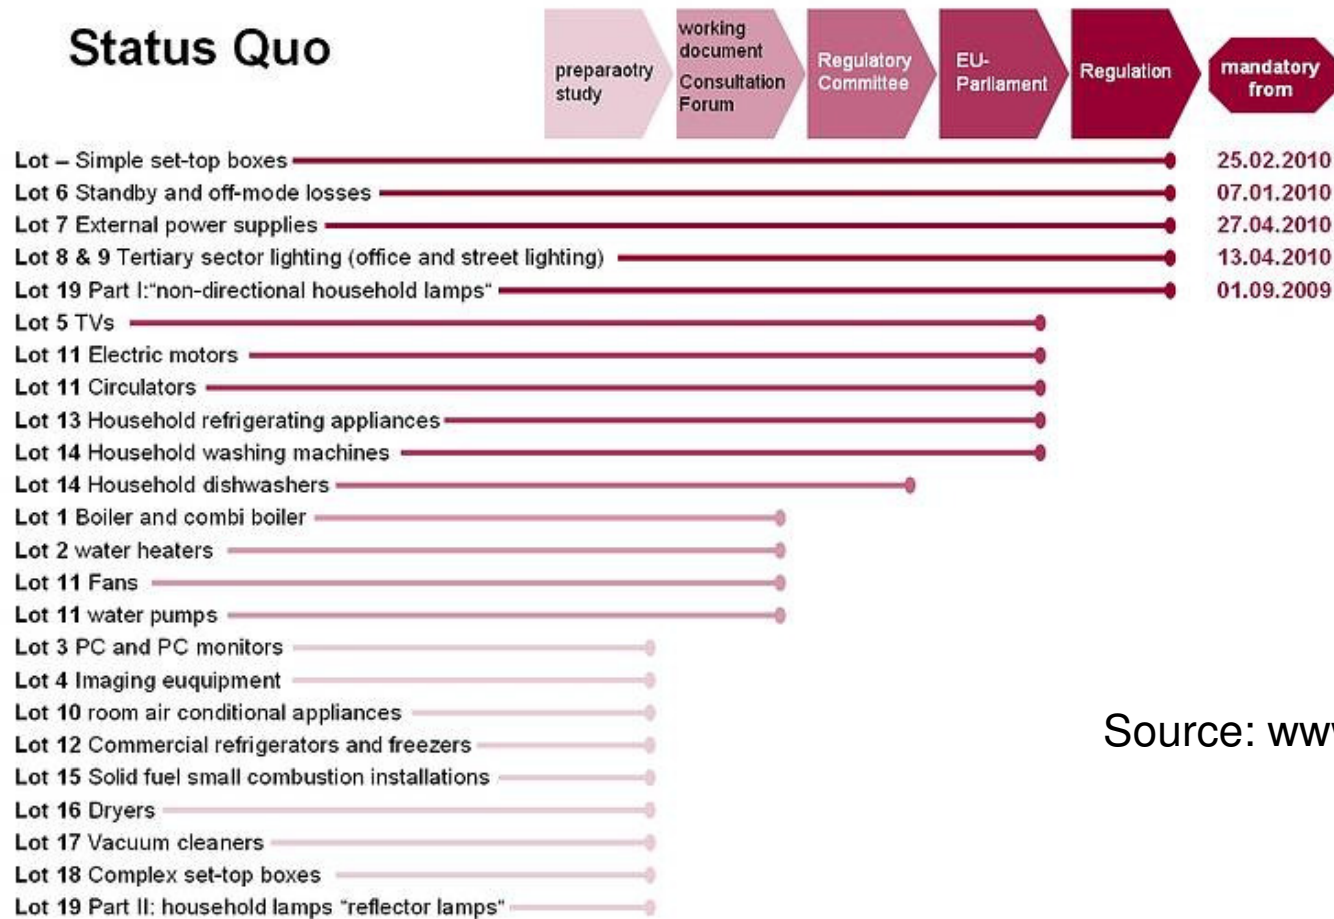 Status Quo
preparaotry
study
working
document
Consultation
Forum
Regulatory
Committee
EU-
Parliament
Regulation
mandatory
from
Lot – Simple set-top boxes 25.02.2010
Lot 6 Standby and off-mode losses 07.01.2010
Lot 7 External power supplies 27.04.2010
Lot 8 & 9 Tertiary sector lighting (office and street lighting) 13.04.2010
Lot 19 Part I:"non-directional household lamps" 01.09.2009
Lot 5 TVs
Lot 11 Electric motors
Lot 11 Circulators
Lot 13 Household refrigerating appliances
Lot 14 Household washing machines
Lot 14 Household dishwashers
Lot 1 Boiler and combi boiler
Lot 2 water heaters
Lot 11 Fans
Lot 11 water pumps
Lot 3 PC and PC monitors
Lot 4 Imaging euquipment
Lot 10 room air conditional appliances
Source:
Lot 12 Commercial refrigerators and freezers
Lot 15 Solid fuel small combustion installations
Lot 16 Dryers
Lot 17 Vacuum cleaners
Lot 18 Complex set-top boxes
Lot 19 Part II: household lamps "reflector lamps"